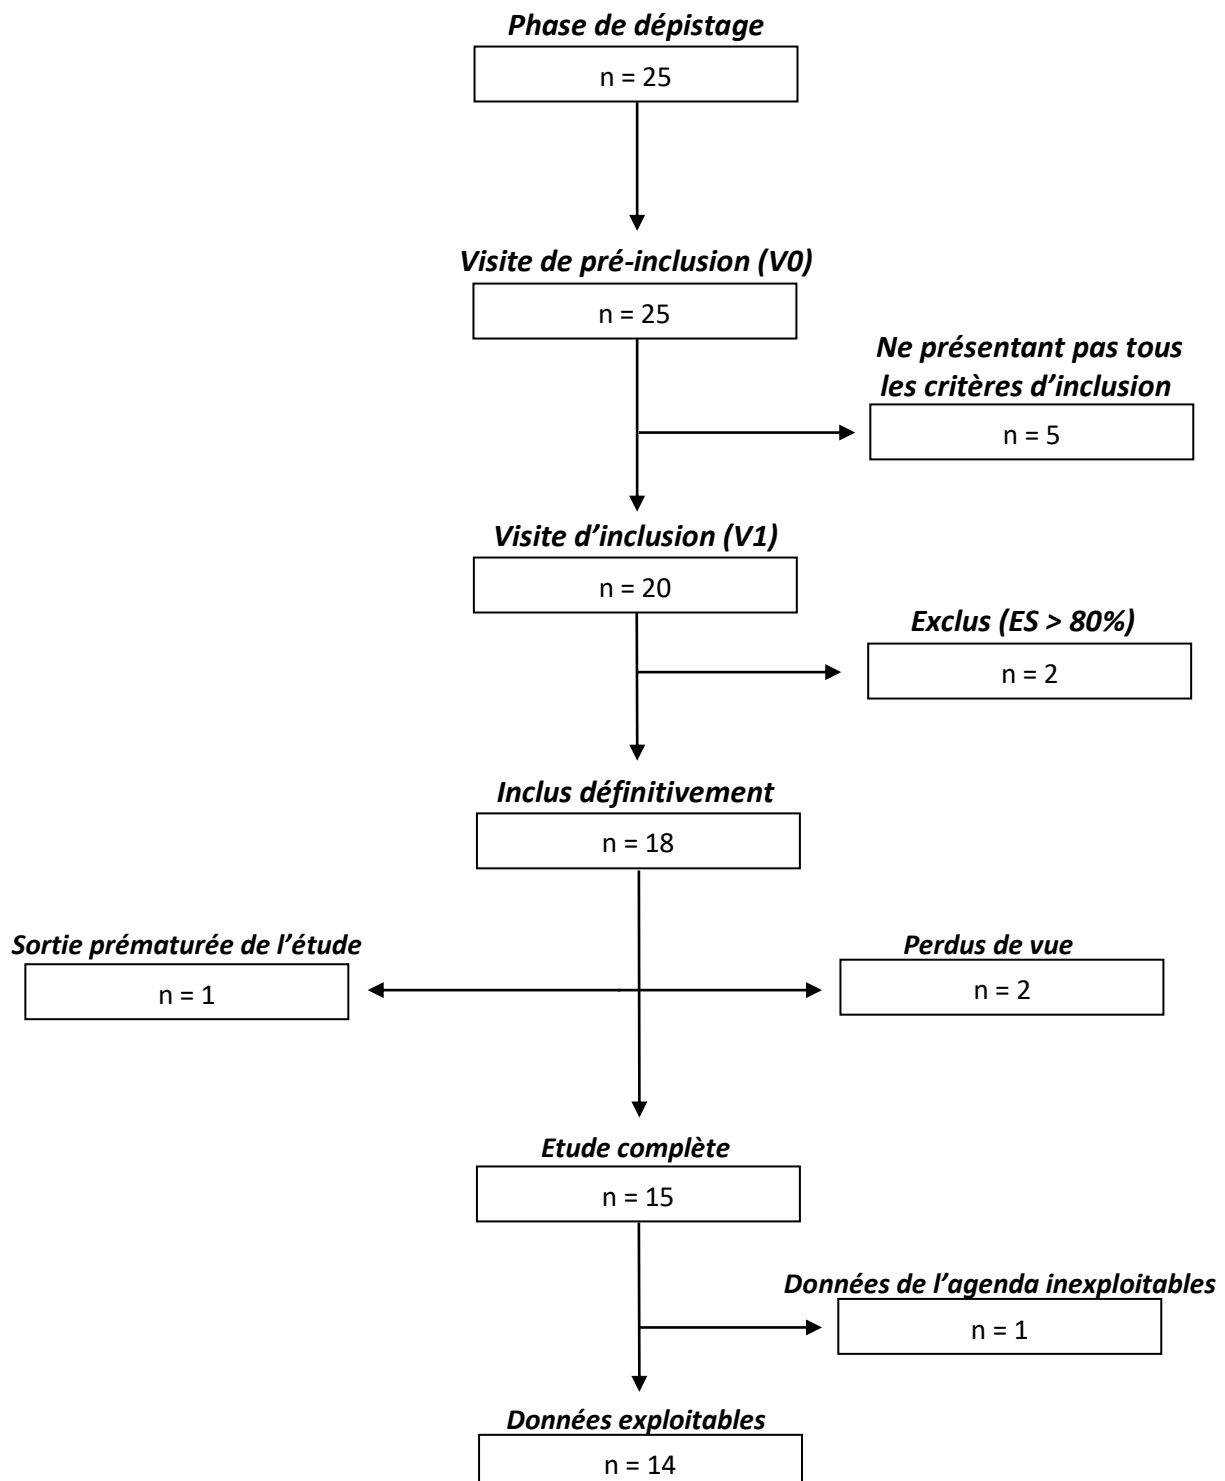 Phase de dépistage
n = 25
Visite de pré-inclusion (V0)
n = 25
Ne présentant pas tous
les critères d’inclusion
n = 5
Visite d’inclusion (V1)
n = 20
Exclus (ES > 80%)
n = 2
Inclus définitivement
n = 18
Sortie prématurée de l’étude
n = 1
Perdus de vue
n = 2
Etude complète
n = 15
Données de l’agenda inexploitables
n = 1
Données exploitables
n = 14